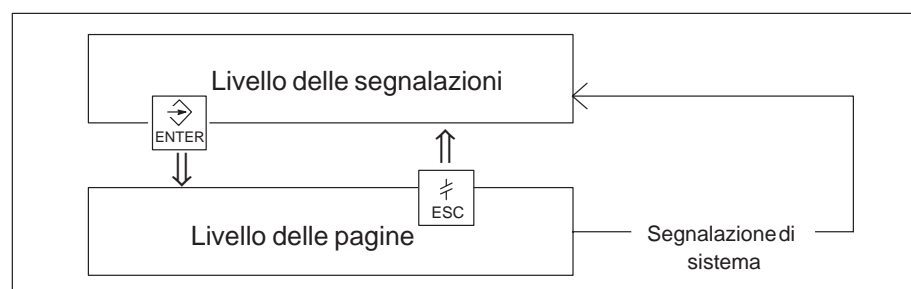 Livello delle segnalazioni
ENTER
ESC
Livello delle pagine
Segnalazione di
sistema